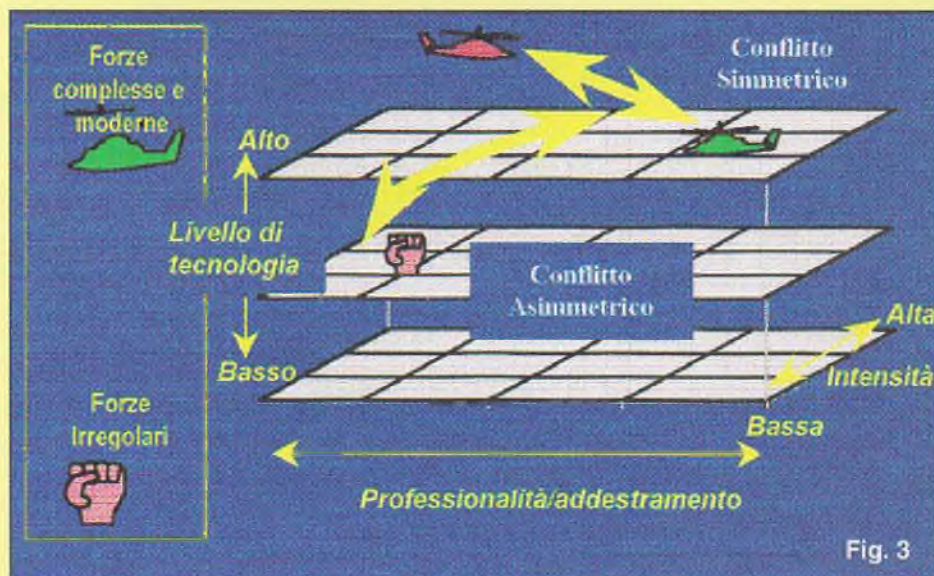 Forze
complesse e
moderne
Conflitto
Simmetrico
Alto
Livello di
tecnologia
Conflitto
Asimmetrico
Basso
Alta
Intensità
Bassa
Forze
Irregolari
Professionalità/addestramento
Fig. 3